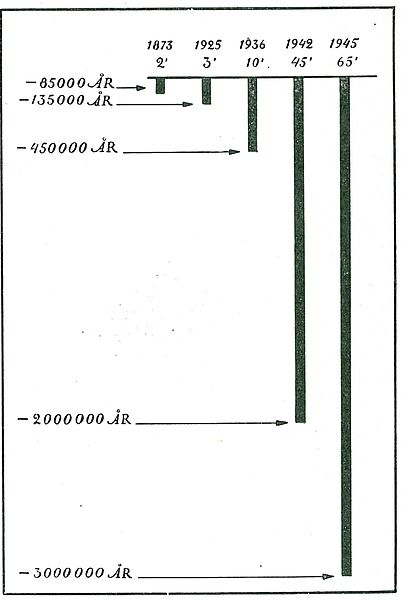 1873 1925 1936 1942 1945
2' 3' 10' 45' 65'
—85000 ÅR
—135000 ÅR
—450000 ÅR
—2000000 ÅR
—3000000 ÅR